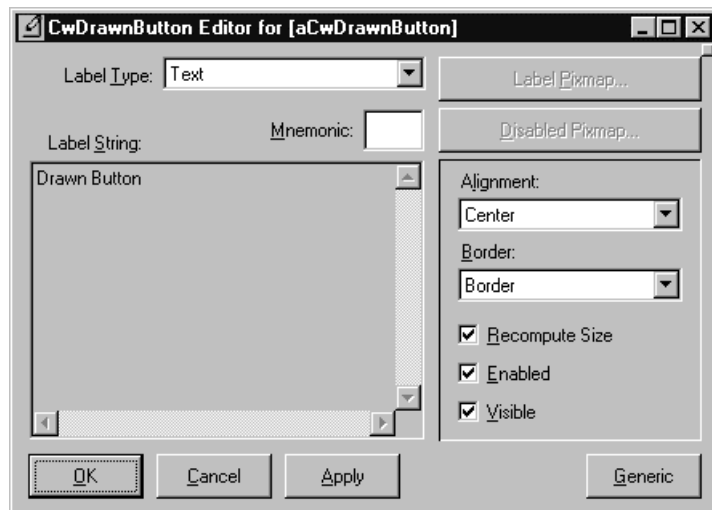 CwDrawnButton Editor for [aCwDrawnButton]
Label Type: Text
Label Pixmap...
Mnemonic:
Disabled Pixmap...
Label String:
Drawn Button
Alignment:
Center
Border:
Border
Recompute Size
Enabled
Visible
OK Cancel Apply Generic